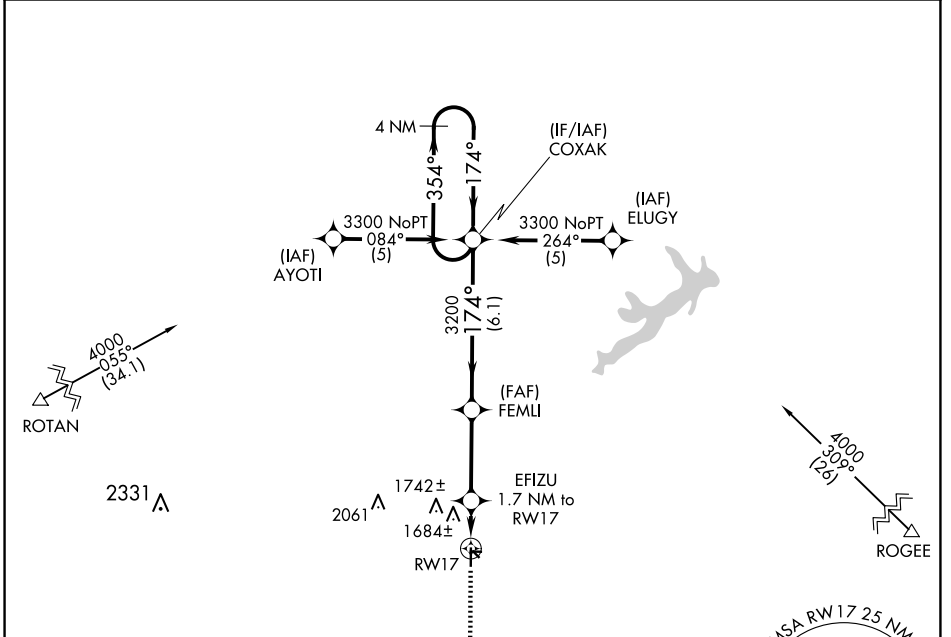 4 NM
(IF/IAF)
COXAK
354°
174°
(IAF)
ELUGY
3300 NoPT
084°
(5)
3300 NoPT
264°
(5)
(IAF)
AYOTI
3200
174°
(6.1)
4000
055°
(34.1)
ROTAN
(FAF)
FEMLI
4000
309°
(26)
ROGEE
2331
2061
1742±
1684±
EFIZU
1.7 NM to
RW17
RW17
MSA RW17 25 NM